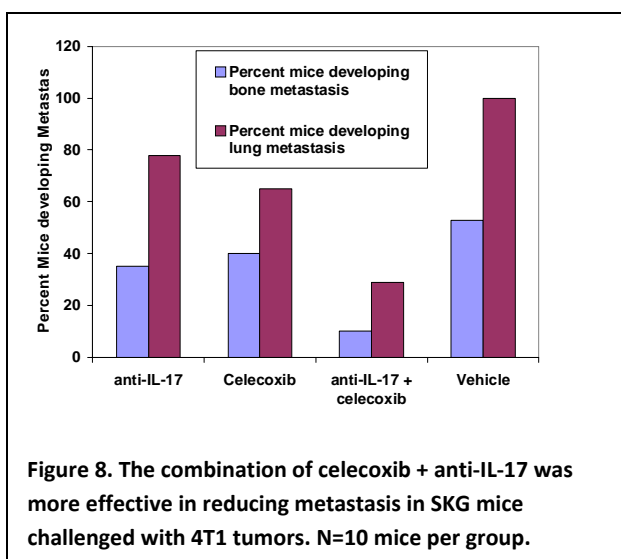 120
100
80
60
40
20
0
Percent Mice developing Metastas
Percent mice developing
bone metastasis
Percent mice developing
lung metastasis
anti-IL-17
Celecoxib
anti-IL-17 +
celecoxib
Vehicle
Figure 8. The combination of celecoxib + anti-IL-17 was
more effective in reducing metastasis in SKG mice
challenged with 4T1 tumors. N=10 mice per group.